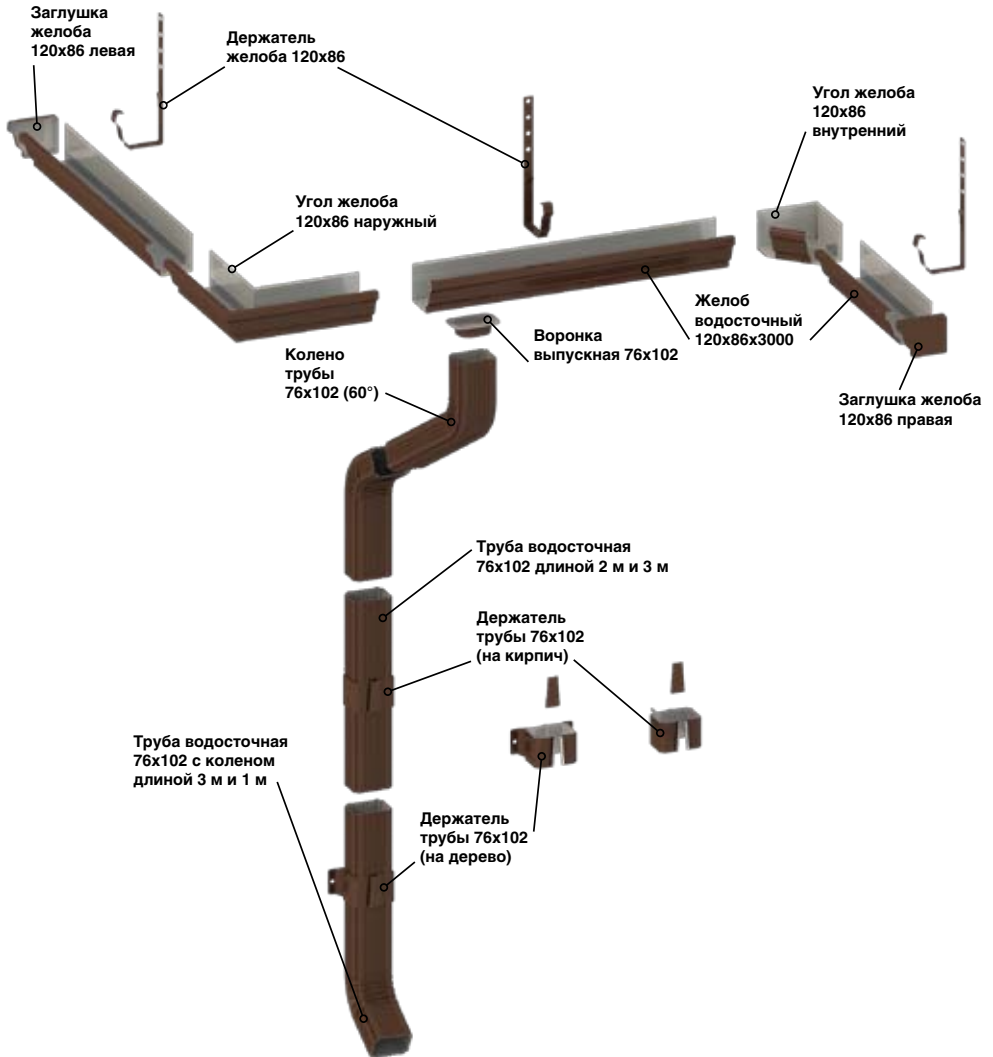 Заглушка
желоба
120x86 левая
Держатель
желоба 120x86
Угол желоба
120x86
внутренний
Угол желоба
120x86 наружный
Желоб
водосточный
120x86x3000
Воронка
выпускная 76x102
Колено
трубы
76x102 (60°)
Заглушка желоба
120x86 правая
Труба водосточная
76x102 длиной 2 м и 3 м
Держатель
трубы 76x102
(на кирпич)
Труба водосточная
76x102 с коленом
длиной 3 м и 1 м
Держатель
трубы 76x102
(на дерево)